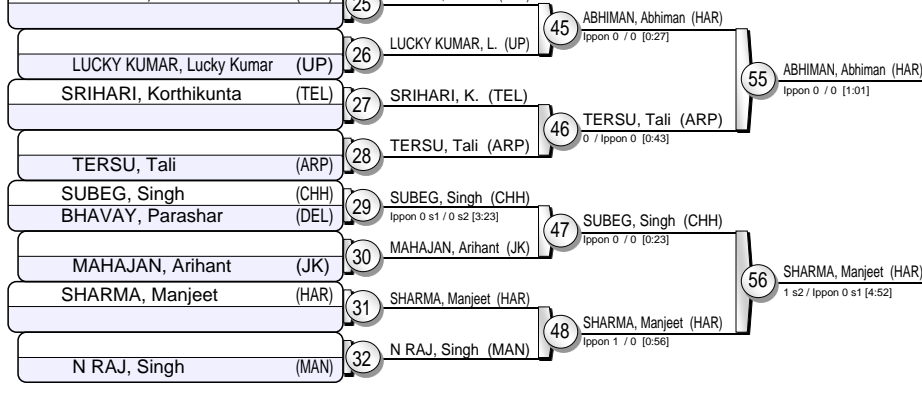 25
LUCKY KUMAR, Lucky Kumar (UP)
26
LUCKY KUMAR, L. (UP)
45
ABHIMAN, Abhiman (HAR)
Ippon 0 / 0 [0:27]
SRIHARI, Korthikunta (TEL)
27
SRIHARI, K. (TEL)
TERSU, Tali (ARP)
28
TERSU, Tali (ARP)
46
TERSU, Tali (ARP)
0 / Ippon 0 [0:43]
55
ABHIMAN, Abhiman (HAR)
Ippon 0 / 0 [1:01]
SUBEG, Singh (CHH)
BHAVAY, Parashar (DEL)
29
SUBEG, Singh (CHH)
Ippon 0 s1 / 0 s2 [3:23]
MAHAJAN, Arihant (JK)
30
MAHAJAN, Arihant (JK)
47
SUBEG, Singh (CHH)
Ippon 0 / 0 [0:23]
SHARMA, Manjeet (HAR)
31
SHARMA, Manjeet (HAR)
N RAJ, Singh (MAN)
32
N RAJ, Singh (MAN)
48
SHARMA, Manjeet (HAR)
Ippon 1 / 0 [0:56]
56
SHARMA, Manjeet (HAR)
1 s2 / Ippon 0 s1 [4:52]